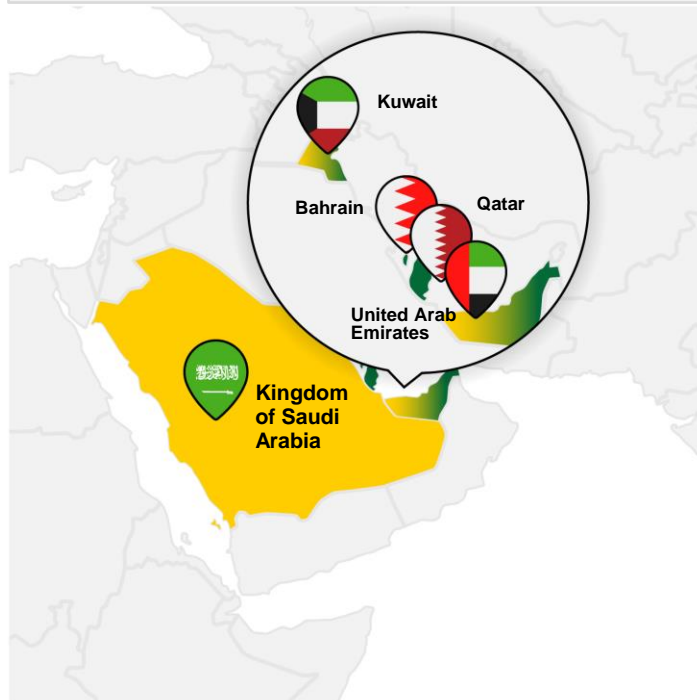 Kuwait
Bahrain
Qatar
United Arab
Emirates
Kingdom
of Saudi
Arabia